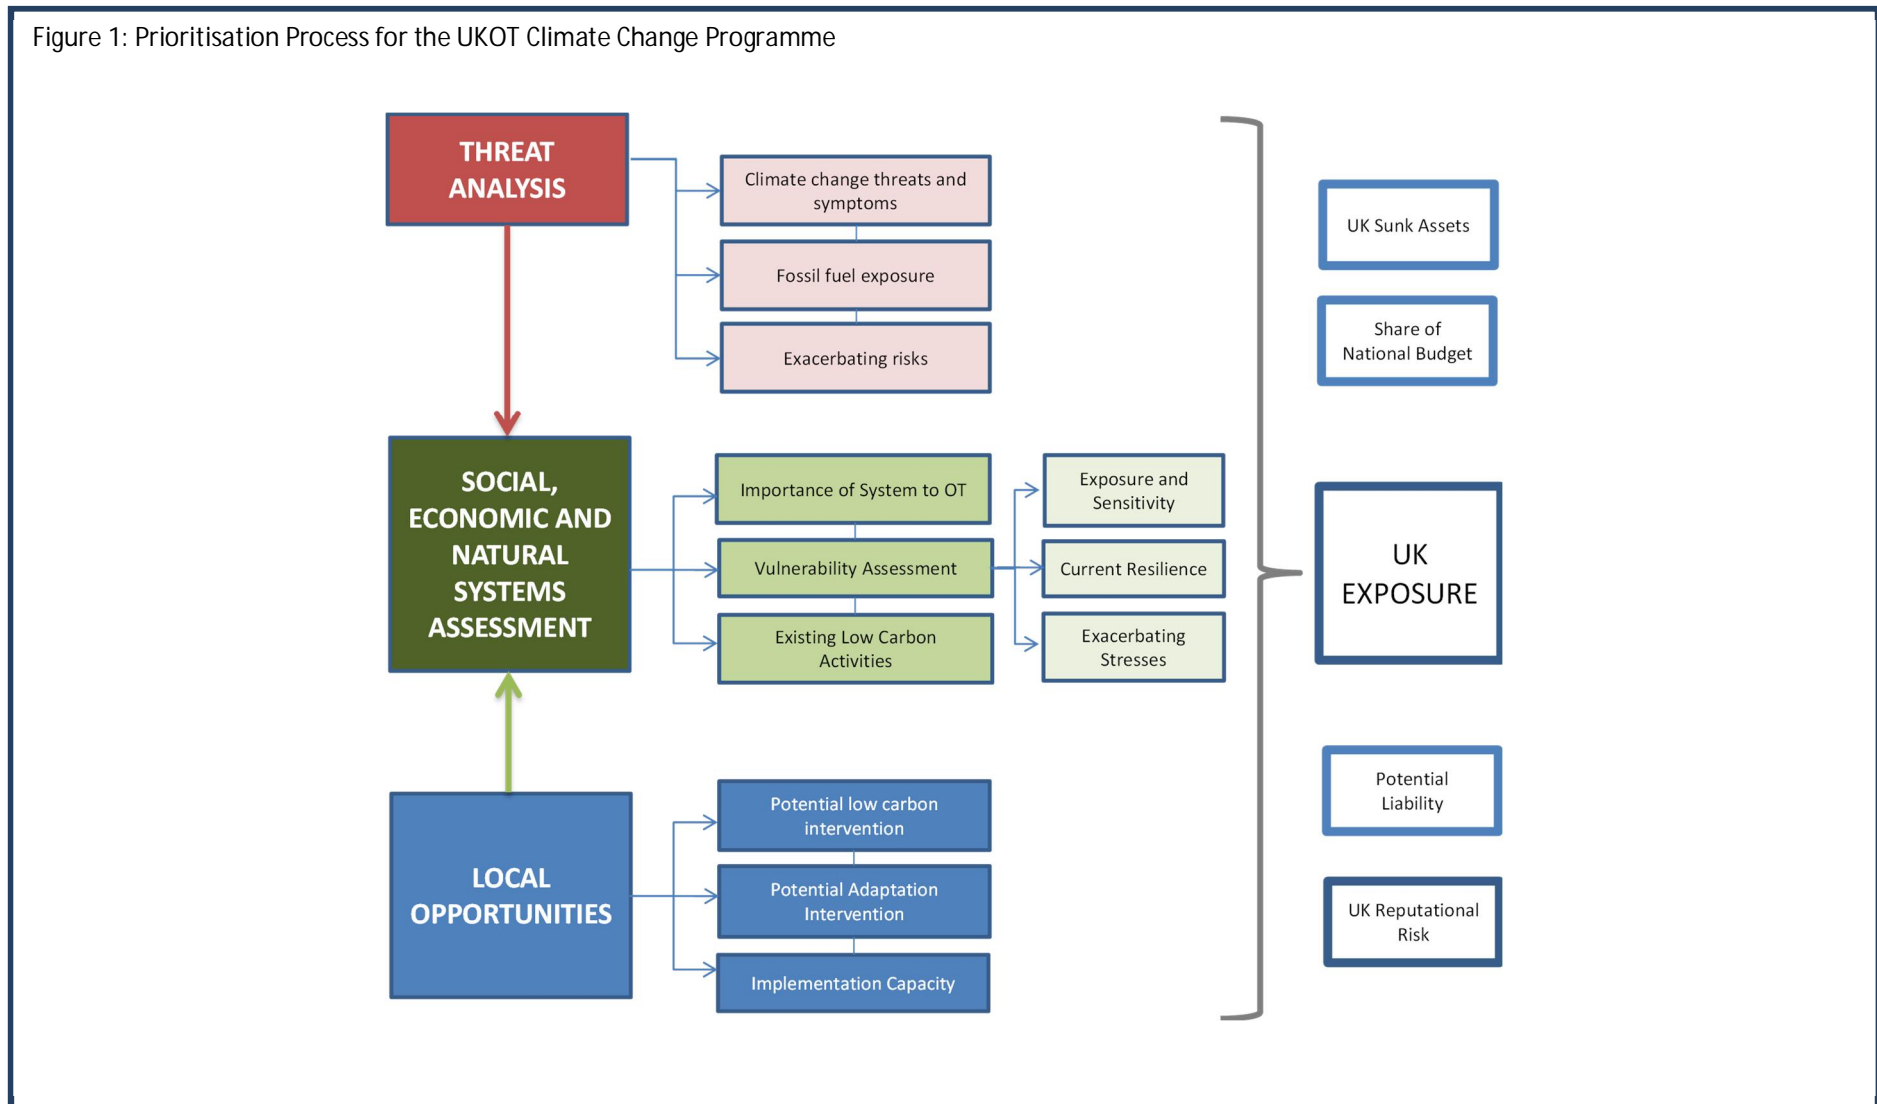 Figure 1: Prioritisation Process for the UKOT Climate Change Programme
THREAT
ANALYSIS
Climate change threats and
symptoms
Fossil fuel exposure
Exacerbating risks
SOCIAL,
ECONOMIC AND
NATURAL
SYSTEMS
ASSESSMENT
Importance of System to OT
Vulnerability Assessment
Existing Low Carbon
Activities
Exposure and
Sensitivity
Current Resilience
Exacerbating
Stresses
LOCAL
OPPORTUNITIES
Potential low carbon
intervention
Potential Adaptation
Intervention
Implementation Capacity
UK Sunk Assets
Share of
National Budget
UK
EXPOSURE
Potential
Liability
UK Reputational
Risk